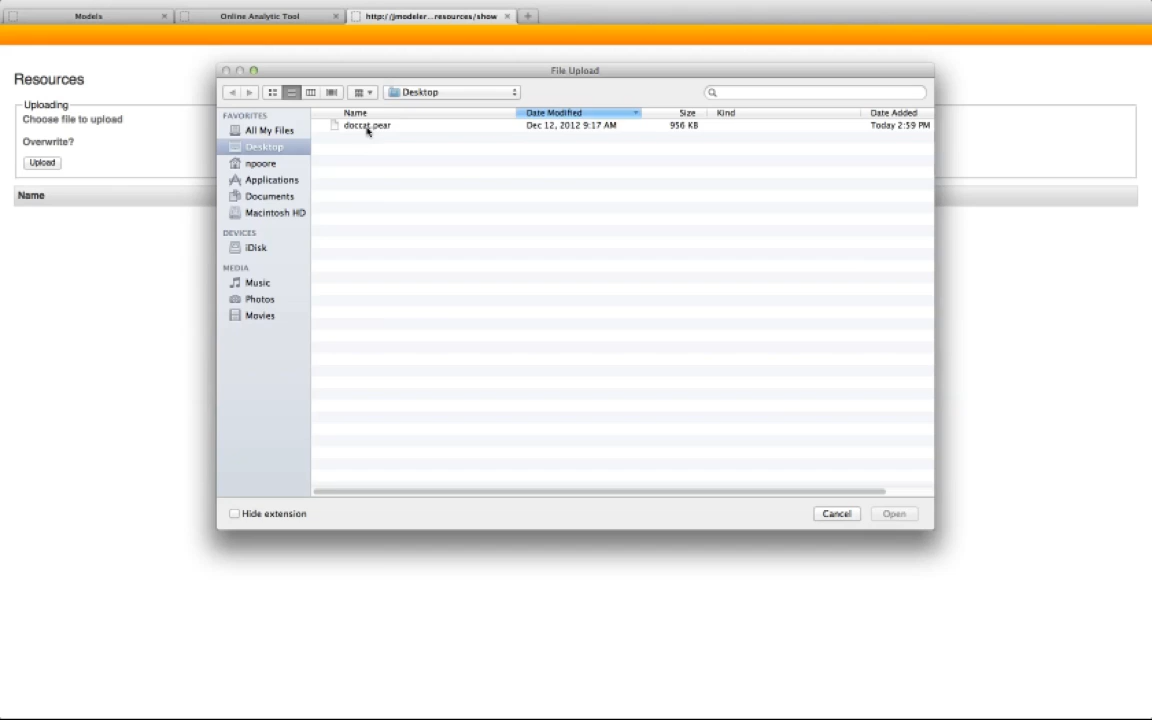 Models
Online Analytic Tool
http://jmodeler...resources/show
File Upload
Desktop
Resources
Uploading
Choose file to upload
Overwrite?
Upload
Name
FAVORITES
All My Files
Desktop
npoore
Applications
Documents
Macintosh HD
DEVICES
iDisk
MEDIA
Music
Photos
Movies
Name Date Modified Size Kind Date Added
doccat.pear Dec 12, 2012 9:17 AM 956 KB Today 2:59 PM
Hide extension
Cancel Open